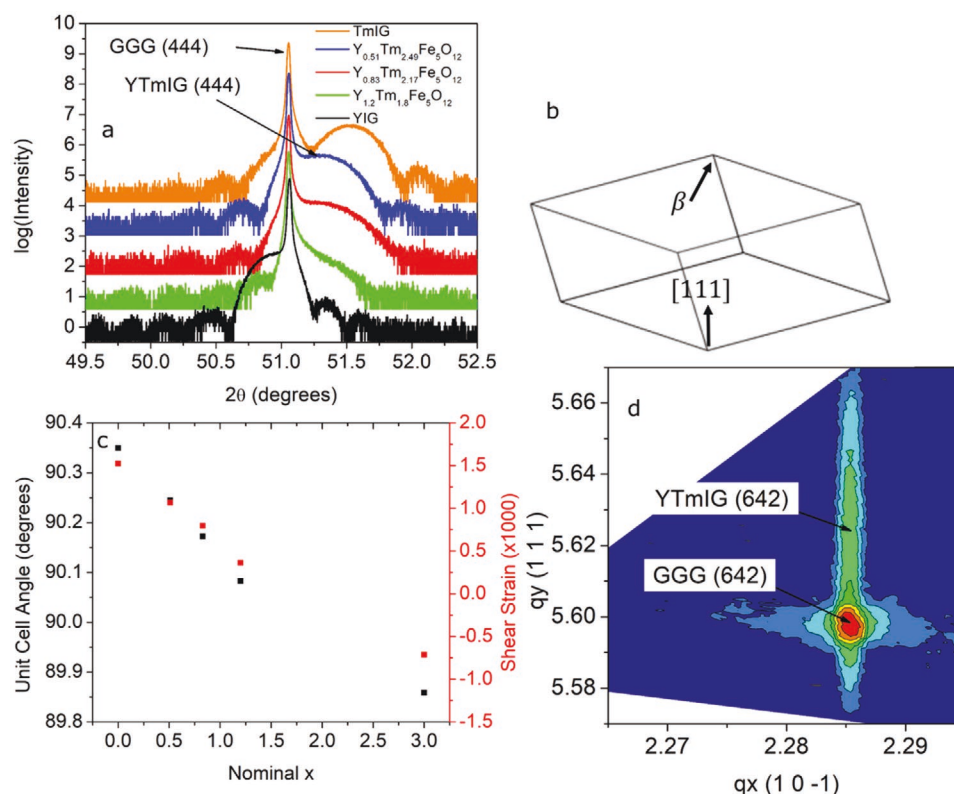 a
GGG (444)
YTmIG (444)
TmIG
Y0.51Tm2.49Fe5O12
Y0.83Tm2.17Fe5O12
Y1.2Tm1.8Fe5O12
YIG
log(Intensity)
10
9
8
7
6
5
4
3
2
1
0
49.5 50.0 50.5 51.0 51.5 52.0 52.5
2θ (degrees)
b
β
[111]
c
Unit Cell Angle (degrees)
90.4
90.3
90.2
90.1
90.0
89.9
89.8
Shear Strain (x1000)
2.0
1.5
1.0
0.5
0.0
-0.5
-1.0
-1.5
0.0 0.5 1.0 1.5 2.0 2.5 3.0
Nominal x
d
YTmIG (642)
GGG (642)
qy (1 1 1)
5.66
5.64
5.62
5.60
5.58
2.27 2.28 2.29
qx (1 0 -1)